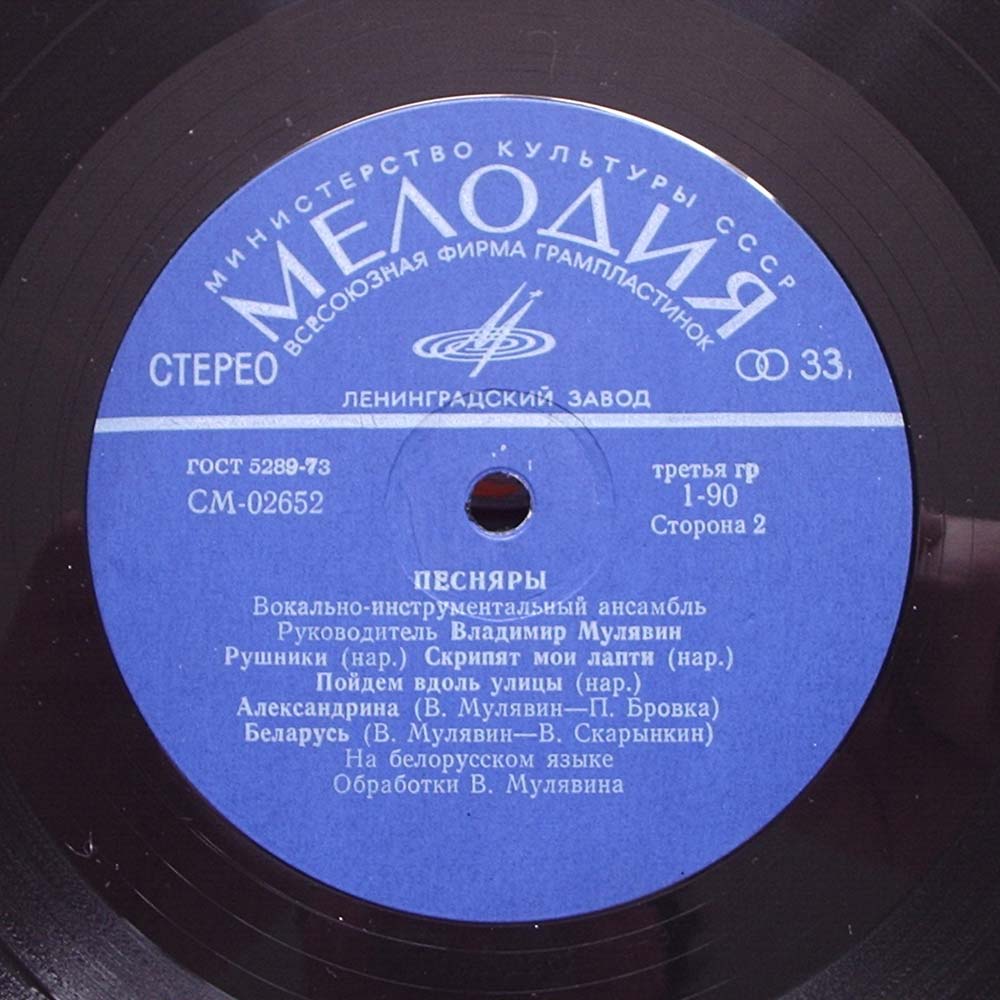 МИНИСТЕРСТВО КУЛЬТУРЫ СССР
МЕЛОДИЯ
ВСЕСОЮЗНАЯ ФИРМА ГРАМПЛАСТИНОК
СТЕРЕО
33
ЛЕНИНГРАДСКИЙ ЗАВОД
ГОСТ 5289-73
СМ-02652
третья гр
1-90
Сторона 2
ПЕСНЯРЫ
Вокально-инструментальный ансамбль
Руководитель Владимир Мулявин
Рушники (нар.) Скрипят мои лапти (нар.)
Пойдем вдоль улицы (нар.)
Александрина (В. Мулявин—П. Бровка)
Беларусь (В. Мулявин—В. Скарынкин)
На белорусском языке
Обработки В. Мулявина